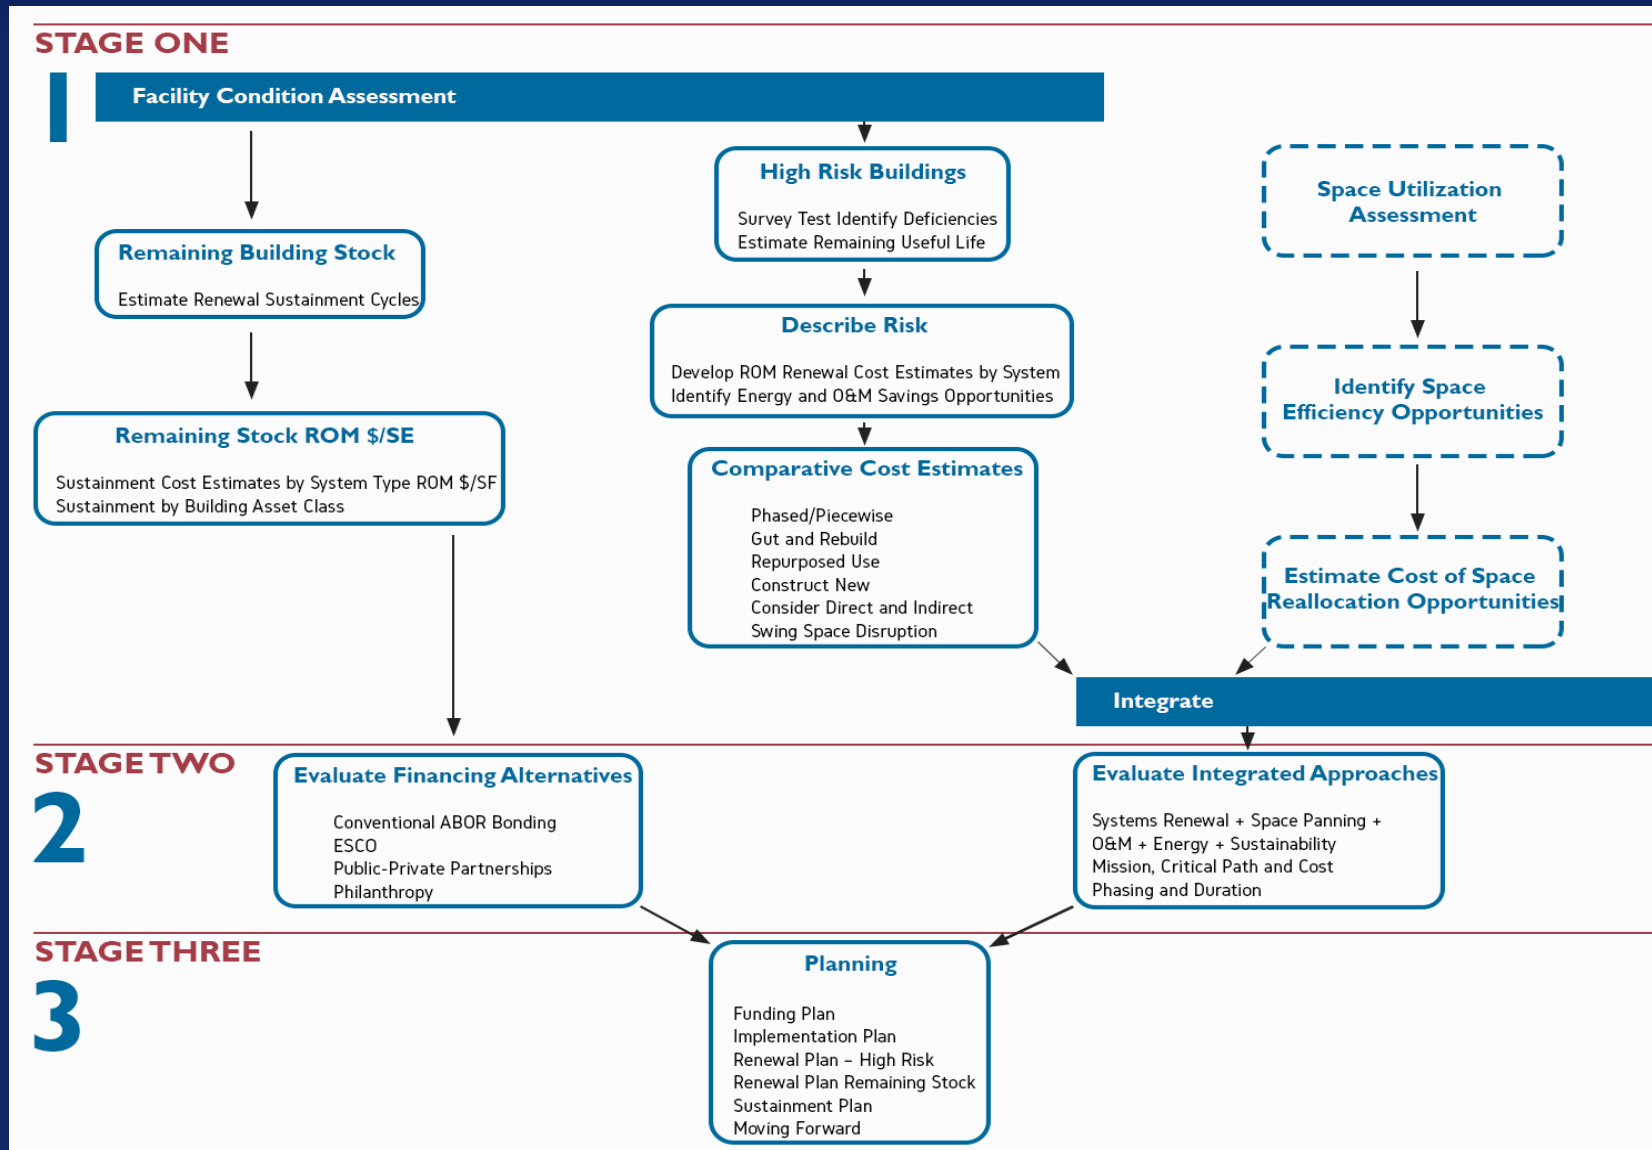 STAGE ONE
1
Facility Condition Assessment
Remaining Building Stock
Estimate Renewal Sustainment Cycles
Remaining Stock ROM $/SE
Sustainment Cost Estimates by System Type ROM $/SF
Sustainment by Building Asset Class
High Risk Buildings
Survey Test Identify Deficiencies
Estimate Remaining Useful Life
Describe Risk
Develop ROM Renewal Cost Estimates by System
Identify Energy and O&M Savings Opportunities
Comparative Cost Estimates
Phased/Piecewise
Gut and Rebuild
Repurposed Use
Construct New
Consider Direct and Indirect
Swing Space Disruption
Space Utilization
Assessment
Identify Space
Efficiency Opportunities
Estimate Cost of Space
Reallocation Opportunities
Integrate
STAGE TWO
2
Evaluate Financing Alternatives
Conventional ABOR Bonding
ESCO
Public-Private Partnerships
Philanthropy
Evaluate Integrated Approaches
Systems Renewal + Space Panning +
O&M + Energy + Sustainability
Mission, Critical Path and Cost
Phasing and Duration
STAGE THREE
3
Planning
Funding Plan
Implementation Plan
Renewal Plan – High Risk
Renewal Plan Remaining Stock
Sustainment Plan
Moving Forward